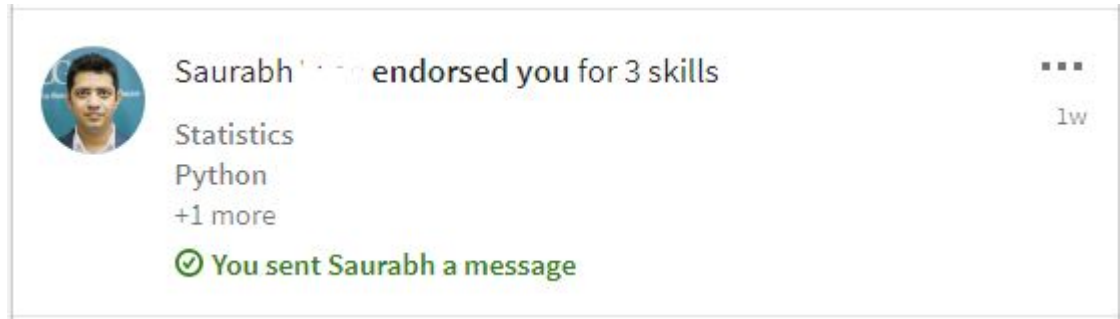 Saurabh endorsed you for 3 skills
1w
Statistics
Python
+1 more
You sent Saurabh a message